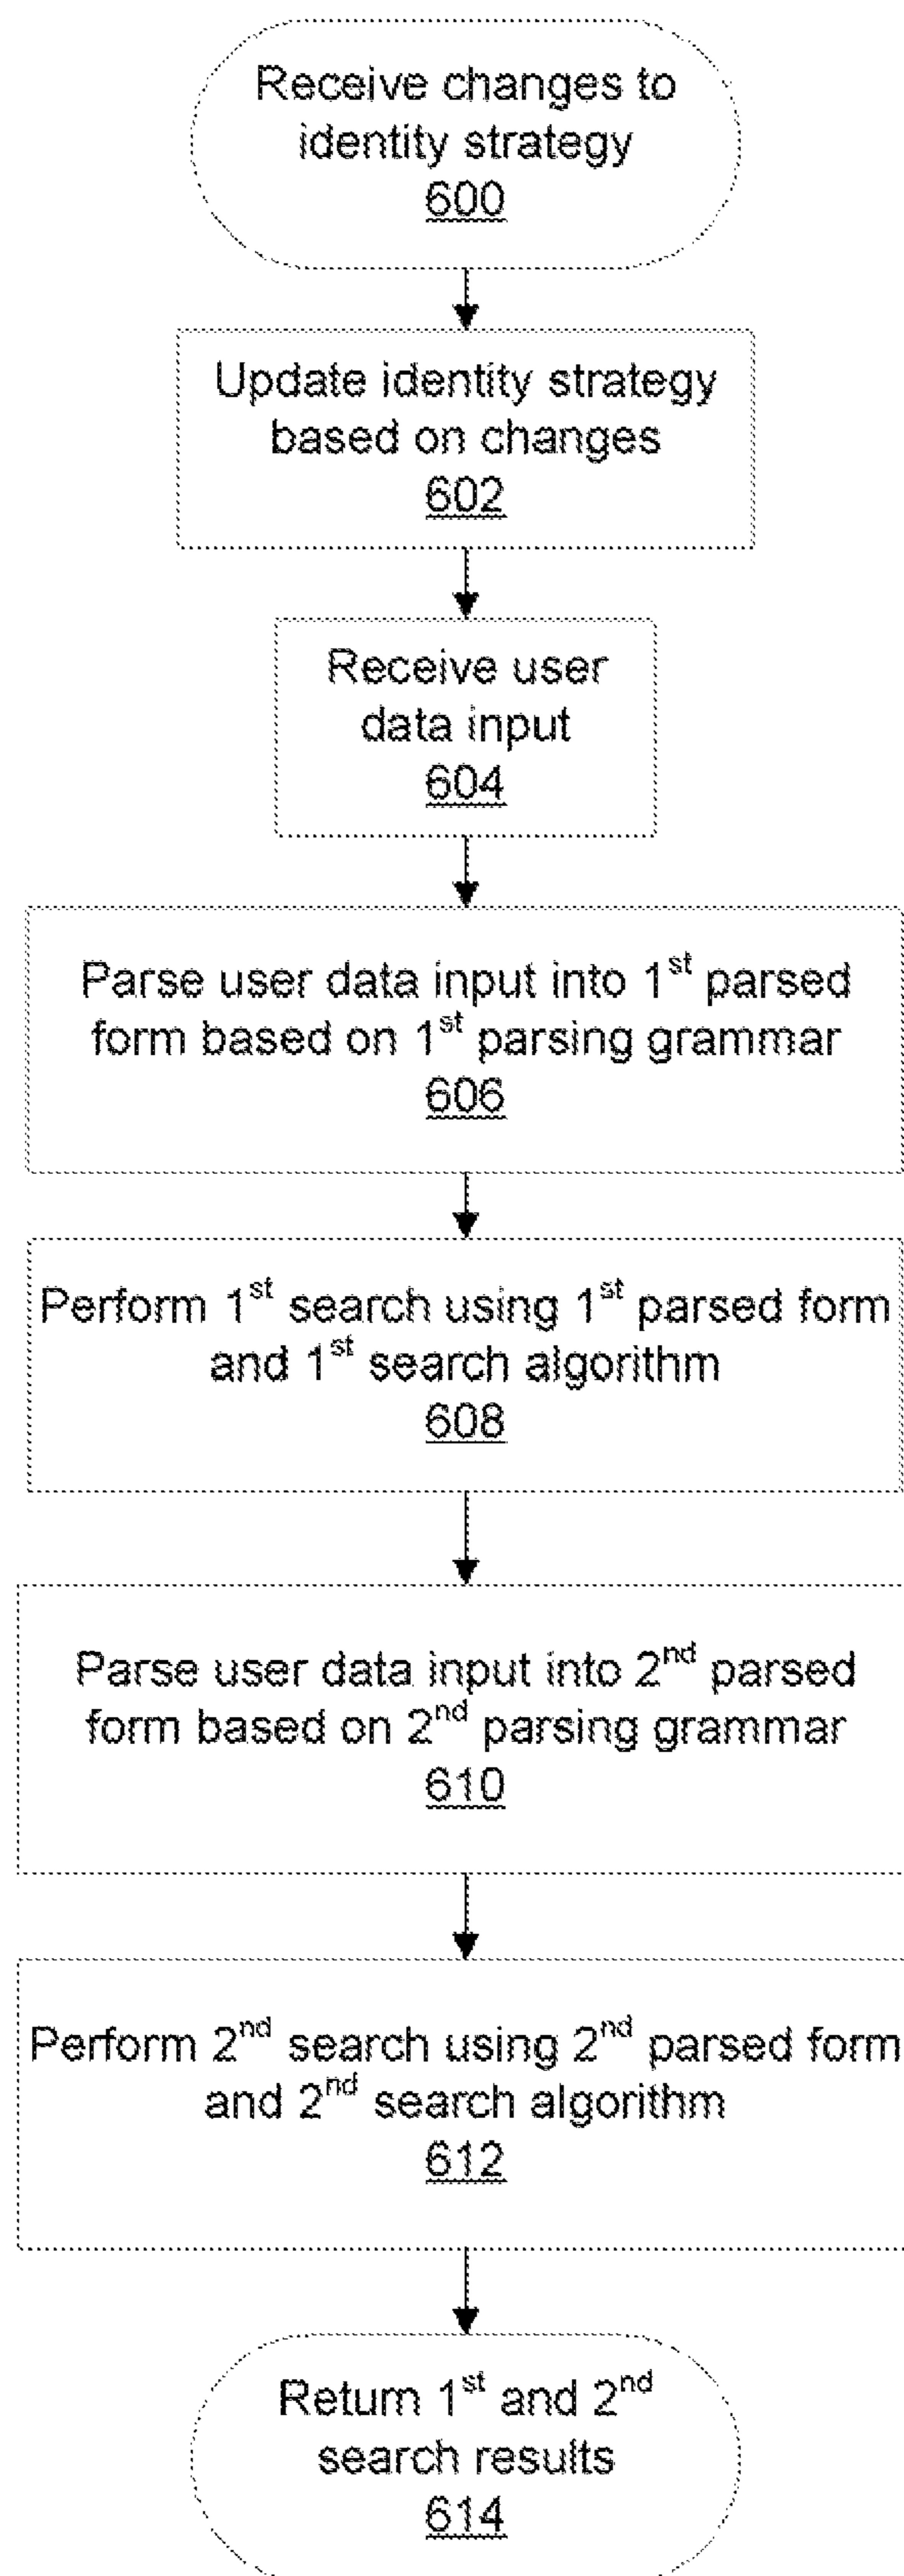 Receive changes to
identity strategy
600
Update identity strategy
based on changes
602
Receive user
data input
604
Parse user data input into 1st parsed
form based on 1st parsing grammar
606
Perform 1st search using 1st parsed form
and 1st search algorithm
608
Parse user data input into 2nd parsed
form based on 2nd parsing grammar
610
Perform 2nd search using 2nd parsed form
and 2nd search algorithm
612
Return 1st and 2nd
search results
614